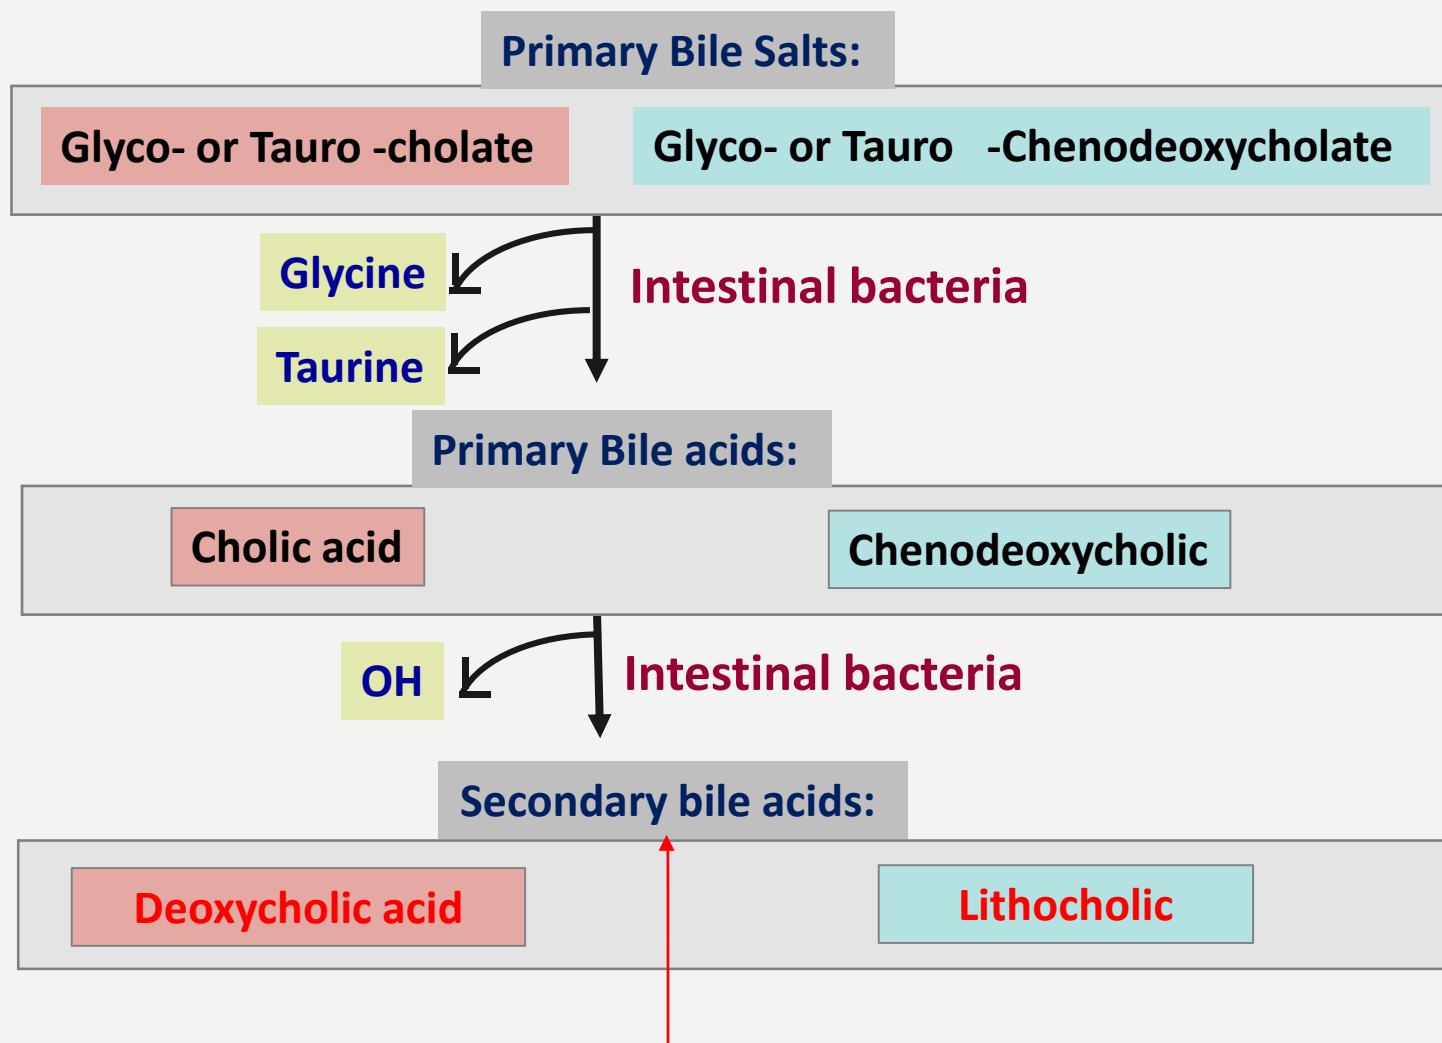 Primary Bile Salts:
Glyco- or Tauro -cholate
Glyco- or Tauro -Chenodeoxycholate
Glycine
Intestinal bacteria
Taurine
Primary Bile acids:
Cholic acid
Chenodeoxycholic
OH
Intestinal bacteria
Secondary bile acids:
Deoxycholic acid
Lithocholic